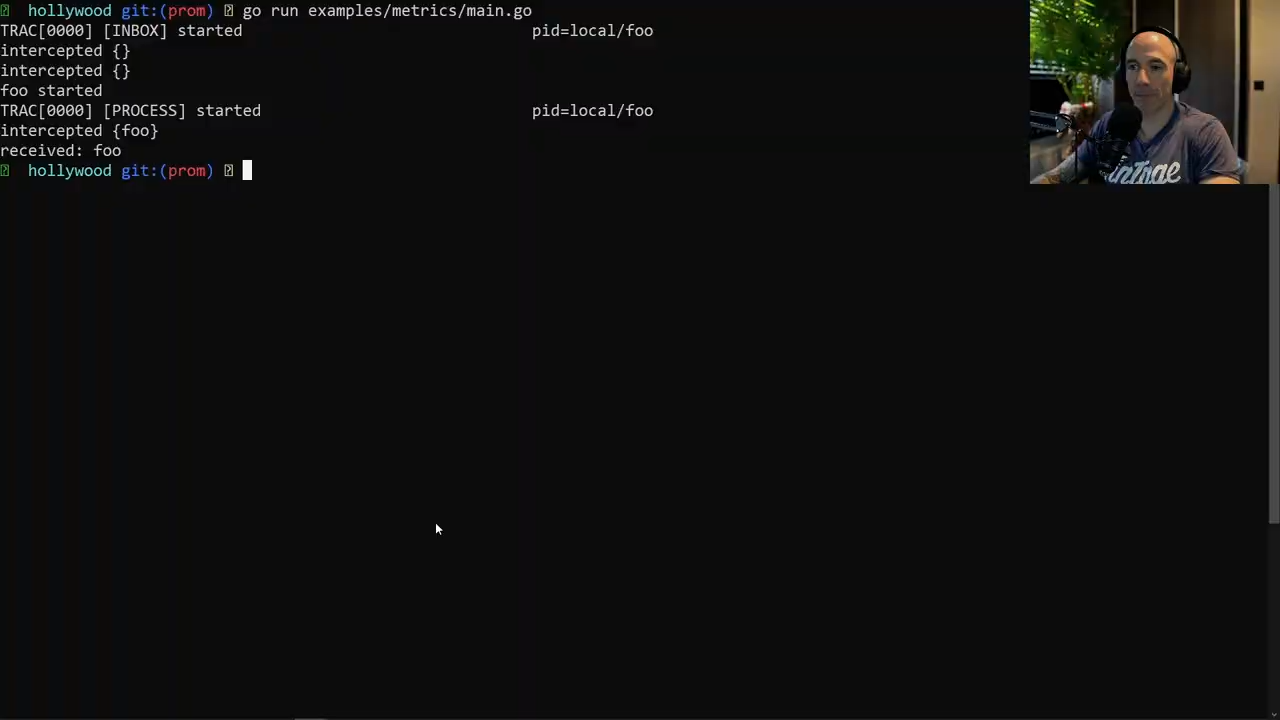 hollywood git:(prom) go run examples/metrics/main.go
TRAC[0000] [INBOX] started pid=local/foo
intercepted {}
intercepted {}
foo started
TRAC[0000] [PROCESS] started pid=local/foo
intercepted {foo}
received: foo
hollywood git:(prom)